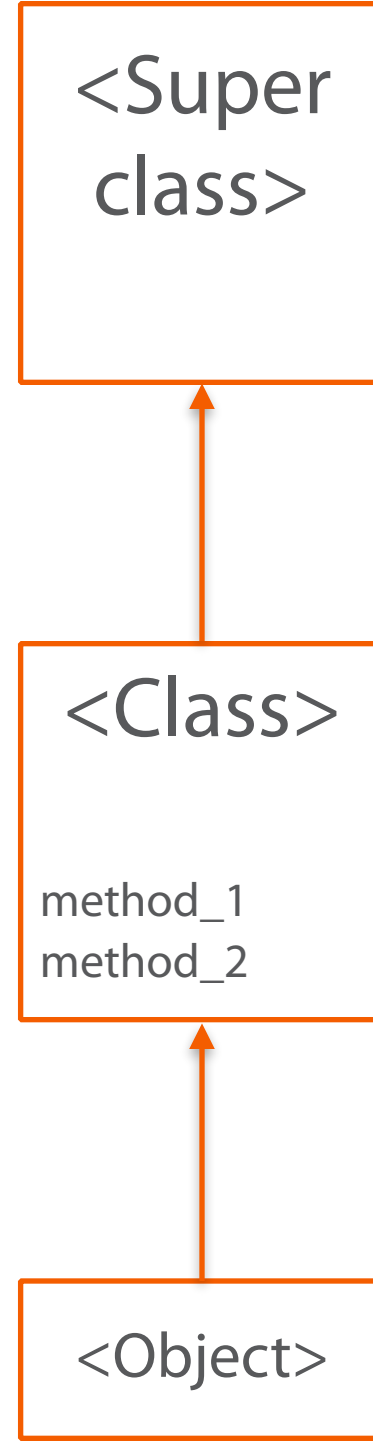 <Super
class>
<Class>
method_1
method_2
<Object>